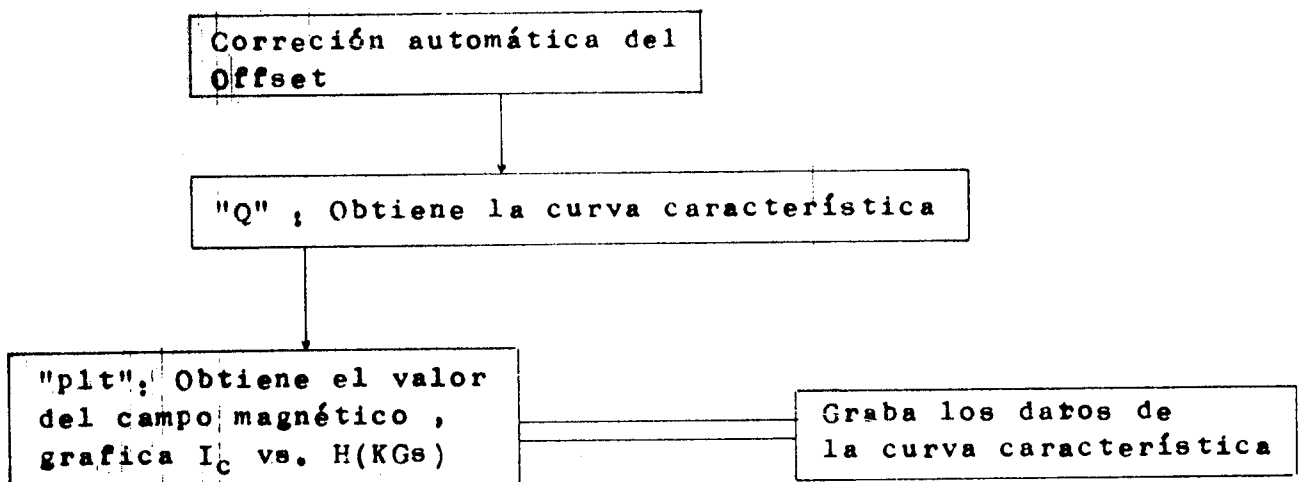 Correción automática del
Offset
"Q" ; Obtiene la curva característica
"plt"; Obtiene el valor
del campo magnético ,
grafica Ic vs. H(KGs)
Graba los datos de
la curva característica